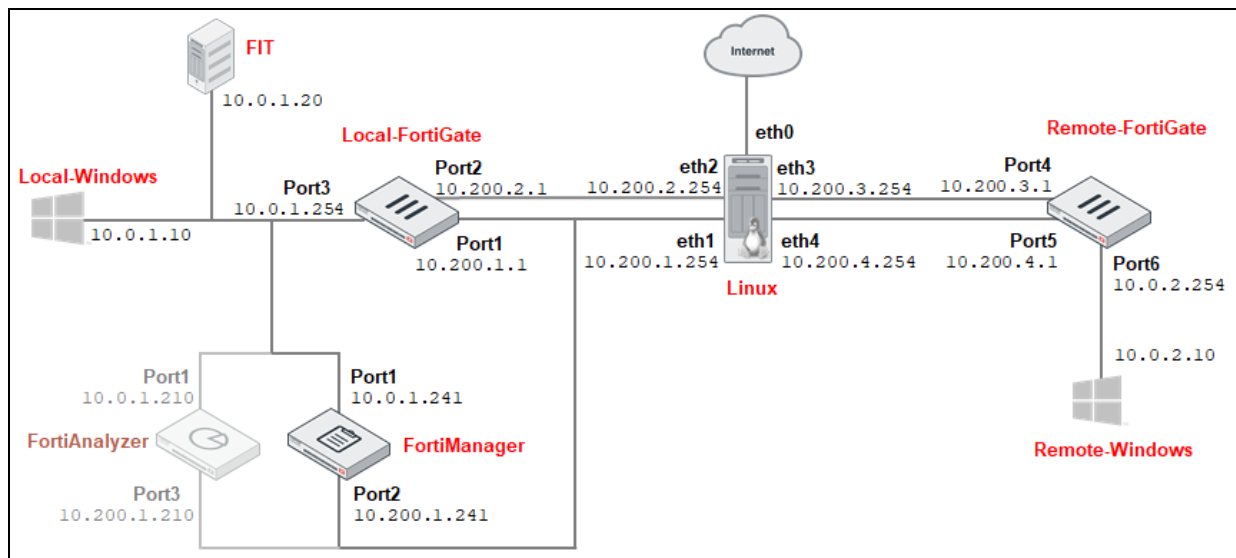 FIT
Internet
10.0.1.20
Local-FortiGate
Remote-FortiGate
eth0
Local-Windows
Port2
eth2
eth3
Port4
Port3
10.200.2.1
10.200.2.254
10.200.3.254
10.200.3.1
10.0.1.254
10.0.1.10
Port1
eth1
eth4
Port5
10.200.1.1
10.200.1.254
10.200.4.254
10.200.4.1
Port6
Linux
10.0.2.254
10.0.2.10
Port1
Port1
10.0.1.210
10.0.1.241
FortiAnalyzer
FortiManager
Remote-Windows
Port3
Port2
10.200.1.210
10.200.1.241